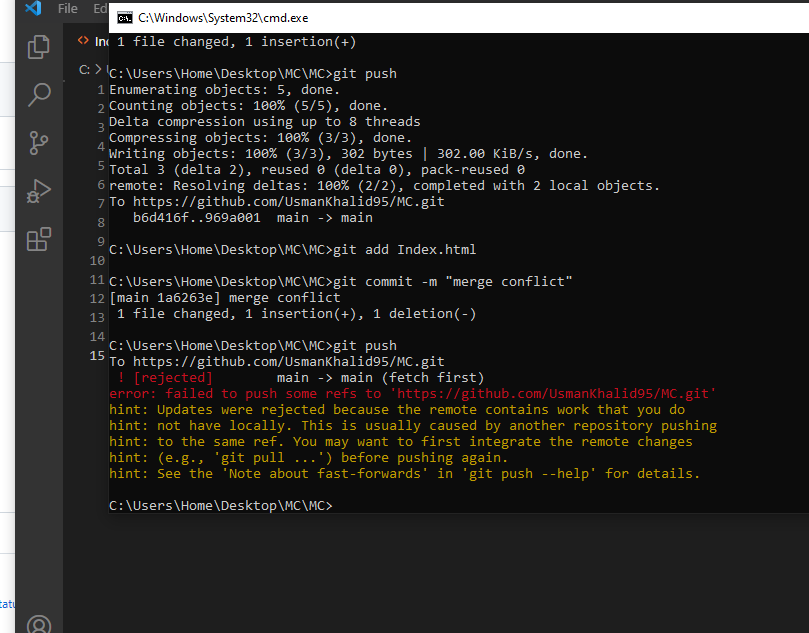 File Ed
C:\Windows\System32\cmd.exe
In
C: >
1
2
3
4
5
6
7
8
9
10
11
12
13
14
15
1 file changed, 1 insertion(+)
C:\Users\Home\Desktop\MC\MC>git push
Enumerating objects: 5, done.
Counting objects: 100% (5/5), done.
Delta compression using up to 8 threads
Compressing objects: 100% (3/3), done.
Writing objects: 100% (3/3), 302 bytes | 302.00 KiB/s, done.
Total 3 (delta 2), reused 0 (delta 0), pack-reused 0
remote: Resolving deltas: 100% (2/2), completed with 2 local objects.
To https://github.com/UsmanKhalid95/MC.git
b6d416f..969a001  main -> main
C:\Users\Home\Desktop\MC\MC>git add Index.html
C:\Users\Home\Desktop\MC\MC>git commit -m "merge conflict"
[main 1a6263e] merge conflict
1 file changed, 1 insertion(+), 1 deletion(-)
C:\Users\Home\Desktop\MC\MC>git push
To https://github.com/UsmanKhalid95/MC.git
! [rejected]        main -> main (fetch first)
error: failed to push some refs to 'https://github.com/UsmanKhalid95/MC.git'
hint: Updates were rejected because the remote contains work that you do
hint: not have locally. This is usually caused by another repository pushing
hint: to the same ref. You may want to first integrate the remote changes
hint: (e.g., 'git pull ...') before pushing again.
hint: See the 'Note about fast-forwards' in 'git push --help' for details.
C:\Users\Home\Desktop\MC\MC>